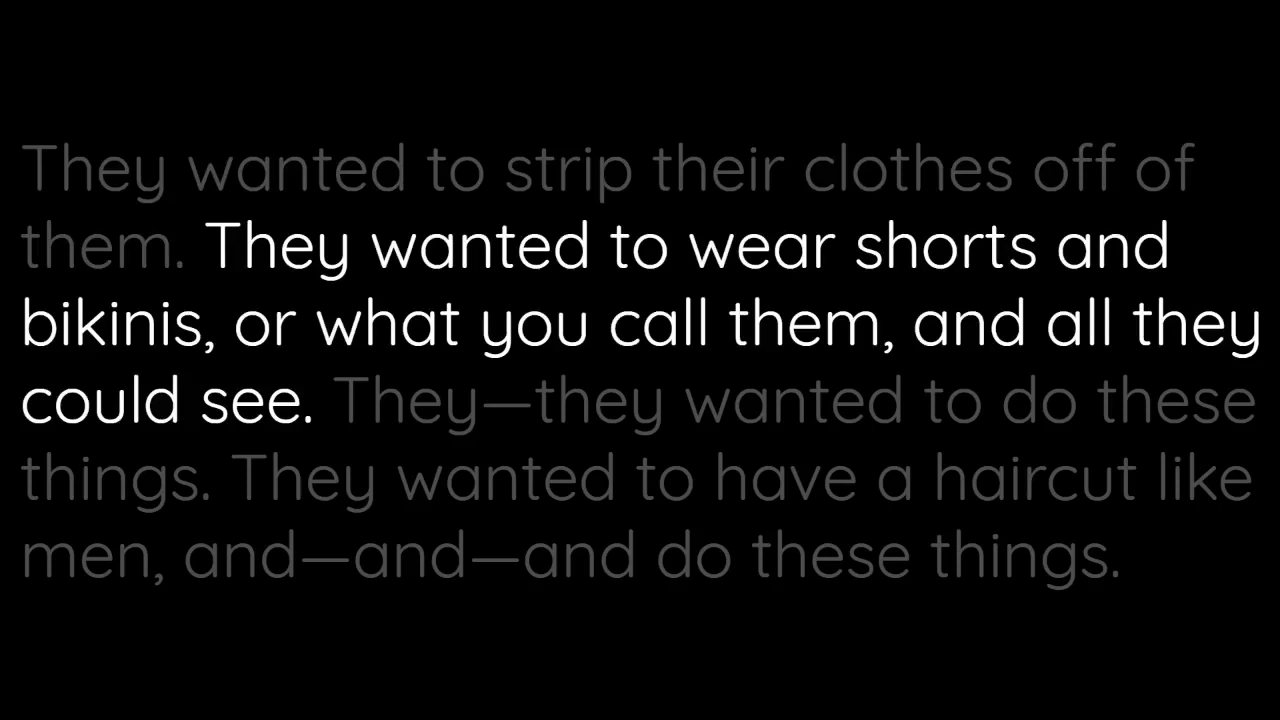 They wanted to strip their clothes off of
them. They wanted to wear shorts and
bikinis, or what you call them, and all they
could see. They—they wanted to do these
things. They wanted to have a haircut like
men, and—and—and do these things.